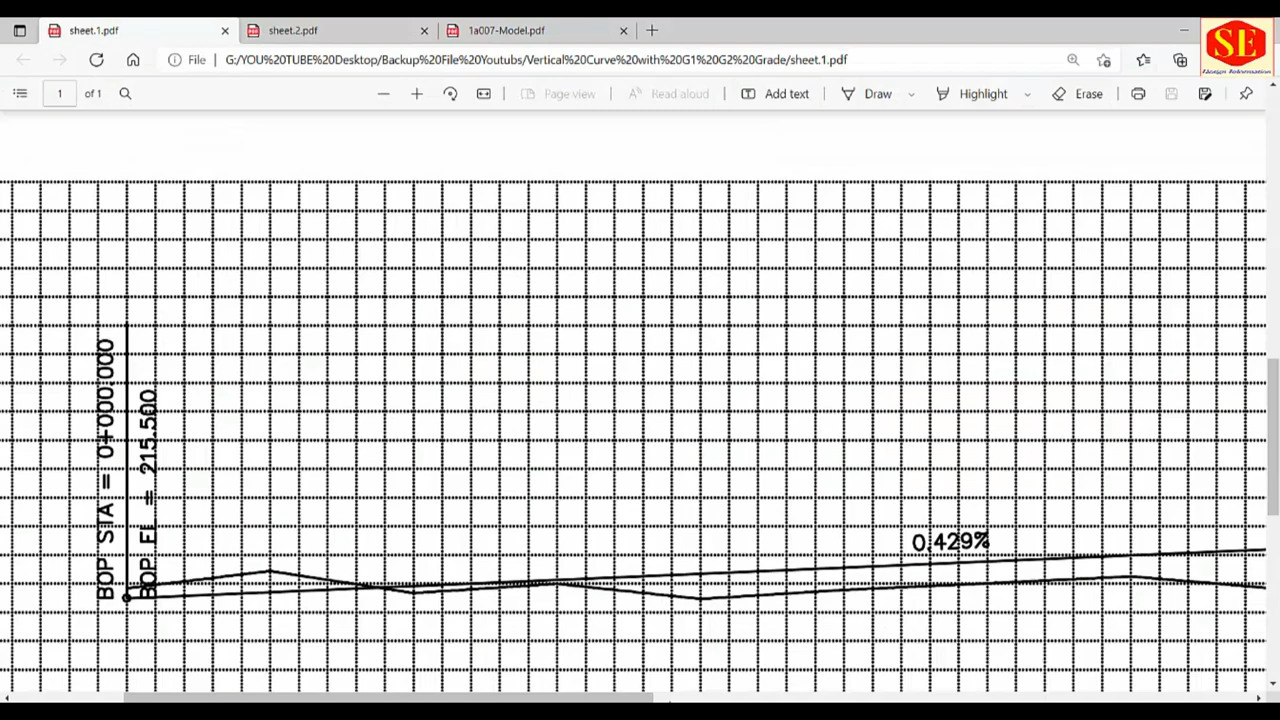 sheet.1.pdf
sheet.2.pdf
1a007-Model.pdf
SE
File
G:/YOU%20TUBE%20Desktop/Backup%20File%20Youtubs/Vertical%20Curve%20with%20G1%20G2%20Grade/sheet.1.pdf
1 of 1
Page view
Read aloud
Add text
Draw
Highlight
Erase
BOP STA = 0+000.000
BOP FL = 215.500
0.429%